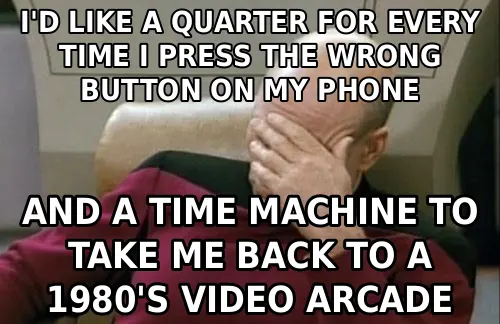 I'D LIKE A QUARTER FOR EVERY
TIME I PRESS THE WRONG
BUTTON ON MY PHONE
AND A TIME MACHINE TO
TAKE ME BACK TO A
1980'S VIDEO ARCADE